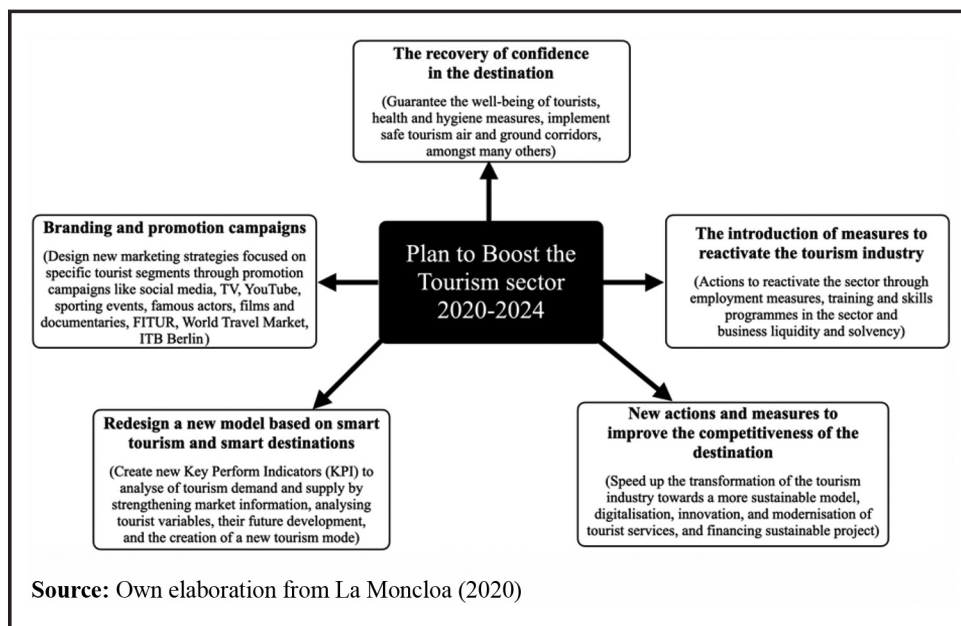 The recovery of confidence
in the destination
(Guarantee the well-being of tourists,
health and hygiene measures, implement
safe tourism air and ground corridors,
amongst many others)
Branding and promotion campaigns
(Design new marketing strategies focused on
specific tourist segments through promotion
campaigns like social media, TV, YouTube,
sporting events, famous actors, films and
documentaries, FITUR, World Travel Market,
ITB Berlin)
Plan to Boost the
Tourism sector
2020-2024
The introduction of measures to
reactivate the tourism industry
(Actions to reactivate the sector through
employment measures, training and skills
programmes in the sector and
business liquidity and solvency)
Redesign a new model based on smart
tourism and smart destinations
(Create new Key Perform Indicators (KPI) to
analyse of tourism demand and supply by
strengthening market information, analysing
tourist variables, their future development,
and the creation of a new tourism mode)
New actions and measures to
improve the competitiveness of the
destination
(Speed up the transformation of the tourism
industry towards a more sustainable model,
digitalisation, innovation, and modernisation of
tourist services, and financing sustainable project)
Source: Own elaboration from La Moncloa (2020)